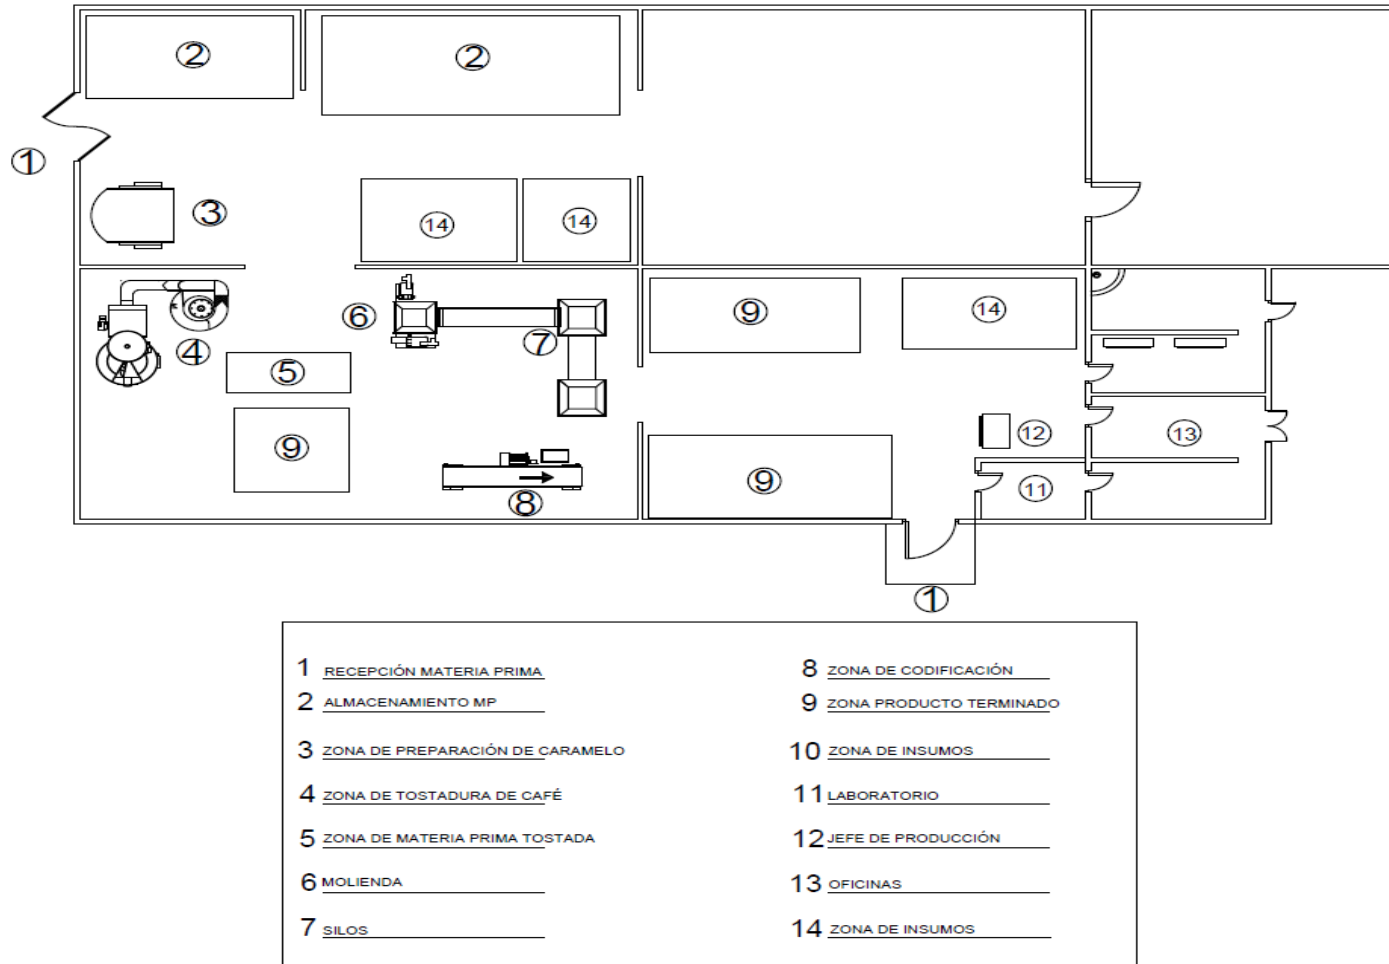 2
2
1
3
14
14
6
7
4
5
9
9
14
12
13
9
8
11
1
1 RECEPCIÓN MATERIA PRIMA
2 ALMACENAMIENTO MP
3 ZONA DE PREPARACIÓN DE CARAMELO
4 ZONA DE TOSTADURA DE CAFÉ
5 ZONA DE MATERIA PRIMA TOSTADA
6 MOLIENDA
7 SILOS
8 ZONA DE CODIFICACIÓN
9 ZONA PRODUCTO TERMINADO
10 ZONA DE INSUMOS
11 LABORATORIO
12 JEFE DE PRODUCCIÓN
13 OFICINAS
14 ZONA DE INSUMOS